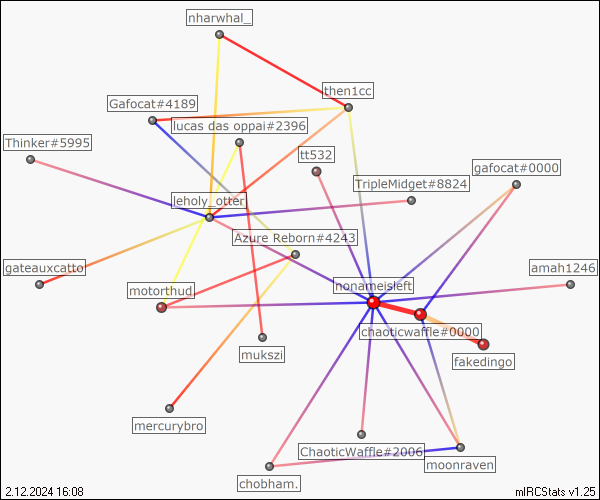 nharwhal_
then1cc
Gafocat#4189
lucas das oppai#2396
Thinker#5995
tt532
gafocat#0000
TripleMidget#8824
leholy_otter
Azure Reborn#4243
gateauxcatto
motorthud_
nonameisleft
amah1246
chaoticwaffle#0000
mukszi
fakedingo
mercurybro
ChaoticWaffle#2006
moonraven
chobham.
2.12.2024 16:08
mIRCStats v1.25